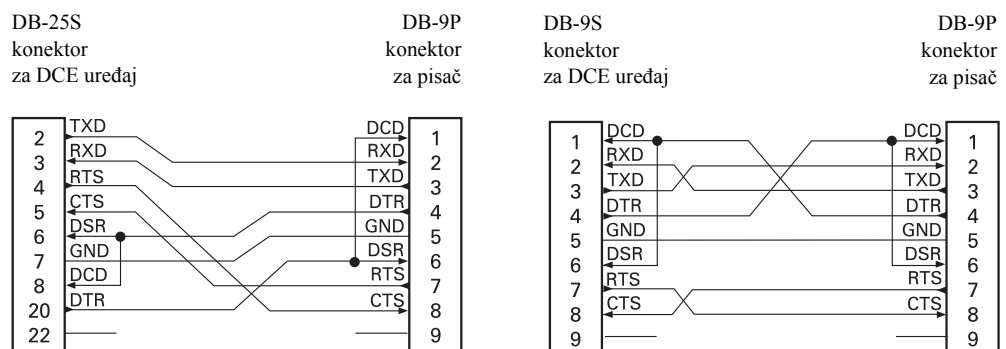 DB-25S
konektor
za DCE uređaj
DB-9P
konektor
za pisač
2 TXD DCD 1
3 RXD RXD 2
4 RTS TXD 3
5 CTS DTR 4
6 DSR GND 5
7 GND DSR 6
8 DCD RTS 7
20 DTR CTS 8
22 9
DB-9S
konektor
za DCE uređaj
DB-9P
konektor
za pisač
1 DCD DCD 1
2 RXD RXD 2
3 TXD TXD 3
4 DTR DTR 4
5 GND GND 5
6 DSR DSR 6
7 RTS RTS 7
8 CTS CTS 8
9 9